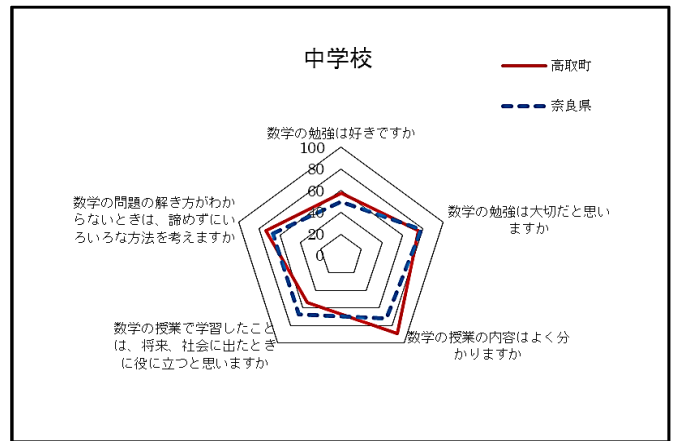 中学校
高取町
奈良県
数学の勉強は好きですか
100
80
60
40
20
0
数学の勉強は大切だと思い
ますか
数学の授業の内容はよく分
かりますか
数学の授業で学習したこと
は、将来、社会に出たとき
に役に立つと思いますか
数学の問題の解き方がわか
らないときは、諦めずにい
ろいろな方法を考えますか